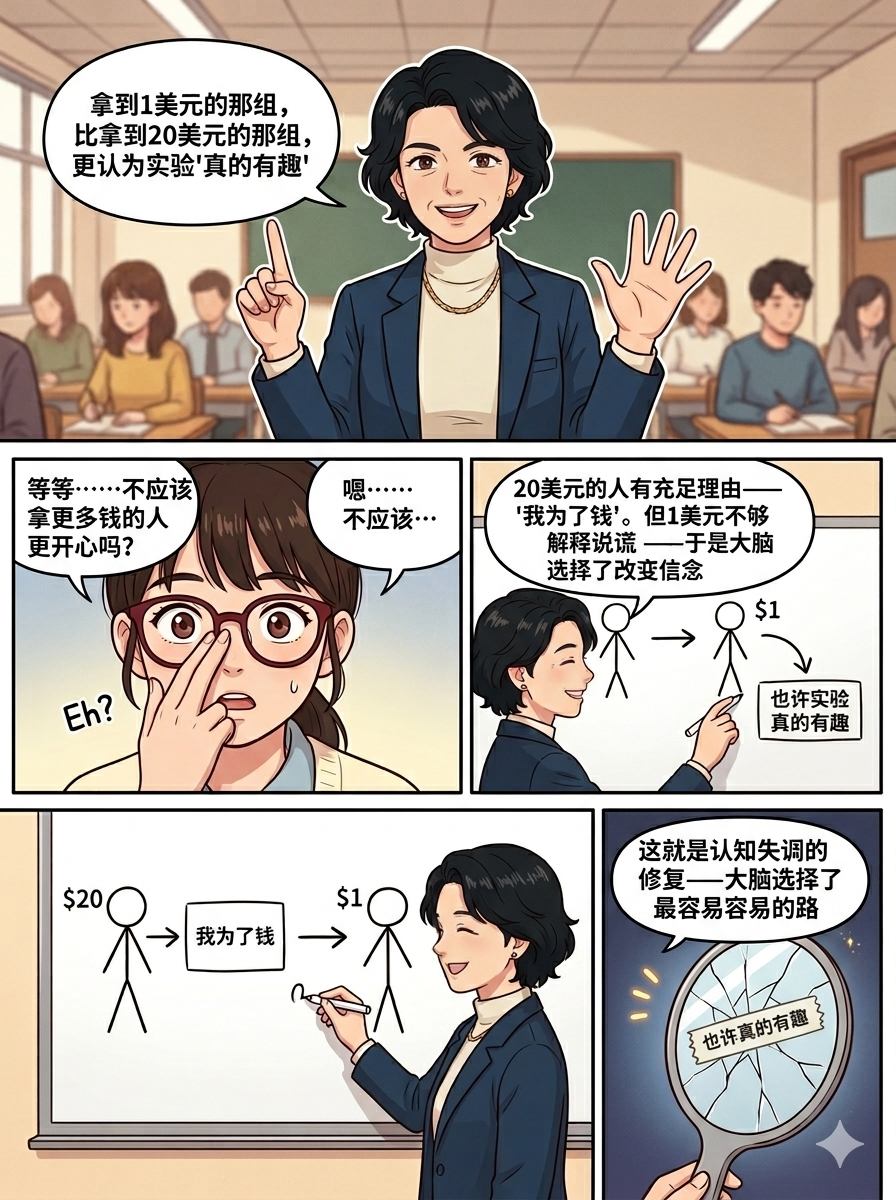 拿到1美元的那组，
比拿到20美元的那组，
更认为实验'真的有趣'
等等……不应该
拿更多钱的人
更开心吗？
嗯……
不应该…
Eh?
20美元的人有充足理由——
'我为了钱'。但1美元不够
解释说谎 ——于是大脑
选择了改变信念
$1
也许实验
真的有趣
$20
我为了钱
$1
这就是认知失调的
修复——大脑选择了
最容易容易的路
也许真的有趣